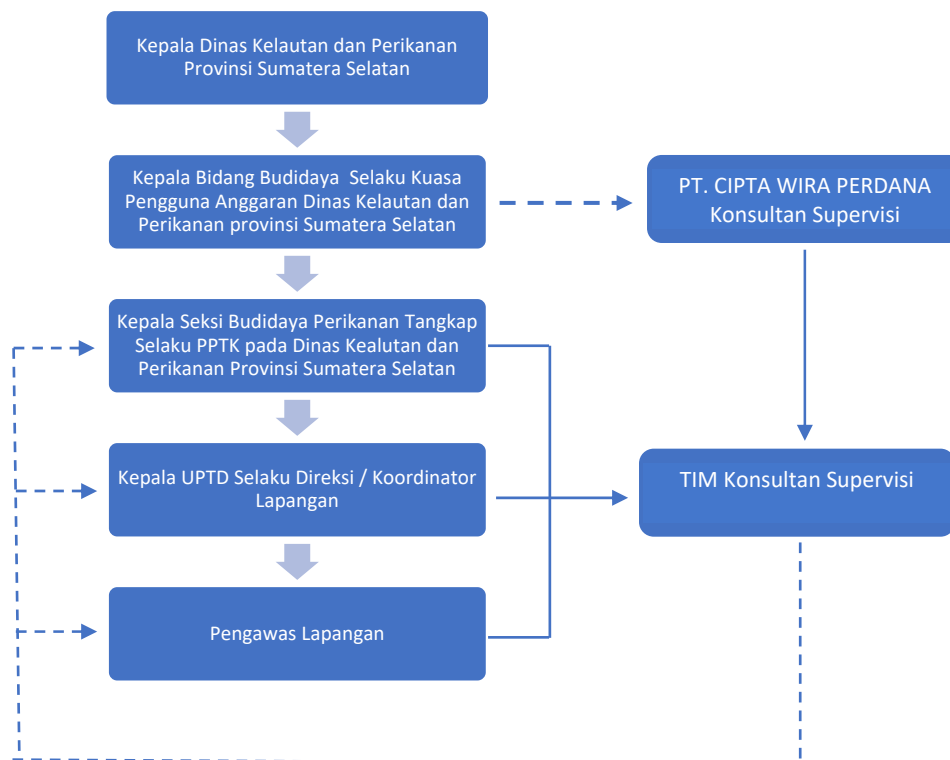 Kepala Dinas Kelautan dan Perikanan
Provinsi Sumatera Selatan
Kepala Bidang Budidaya Selaku Kuasa
Pengguna Anggaran Dinas Kelautan dan
Perikanan provinsi Sumatera Selatan
PT. CIPTA WIRA PERDANA
Konsultan Supervisi
Kepala Seksi Budidaya Perikanan Tangkap
Selaku PPTK pada Dinas Kealutan dan
Perikanan Provinsi Sumatera Selatan
Kepala UPTD Selaku Direksi / Koordinator
Lapangan
TIM Konsultan Supervisi
Pengawas Lapangan